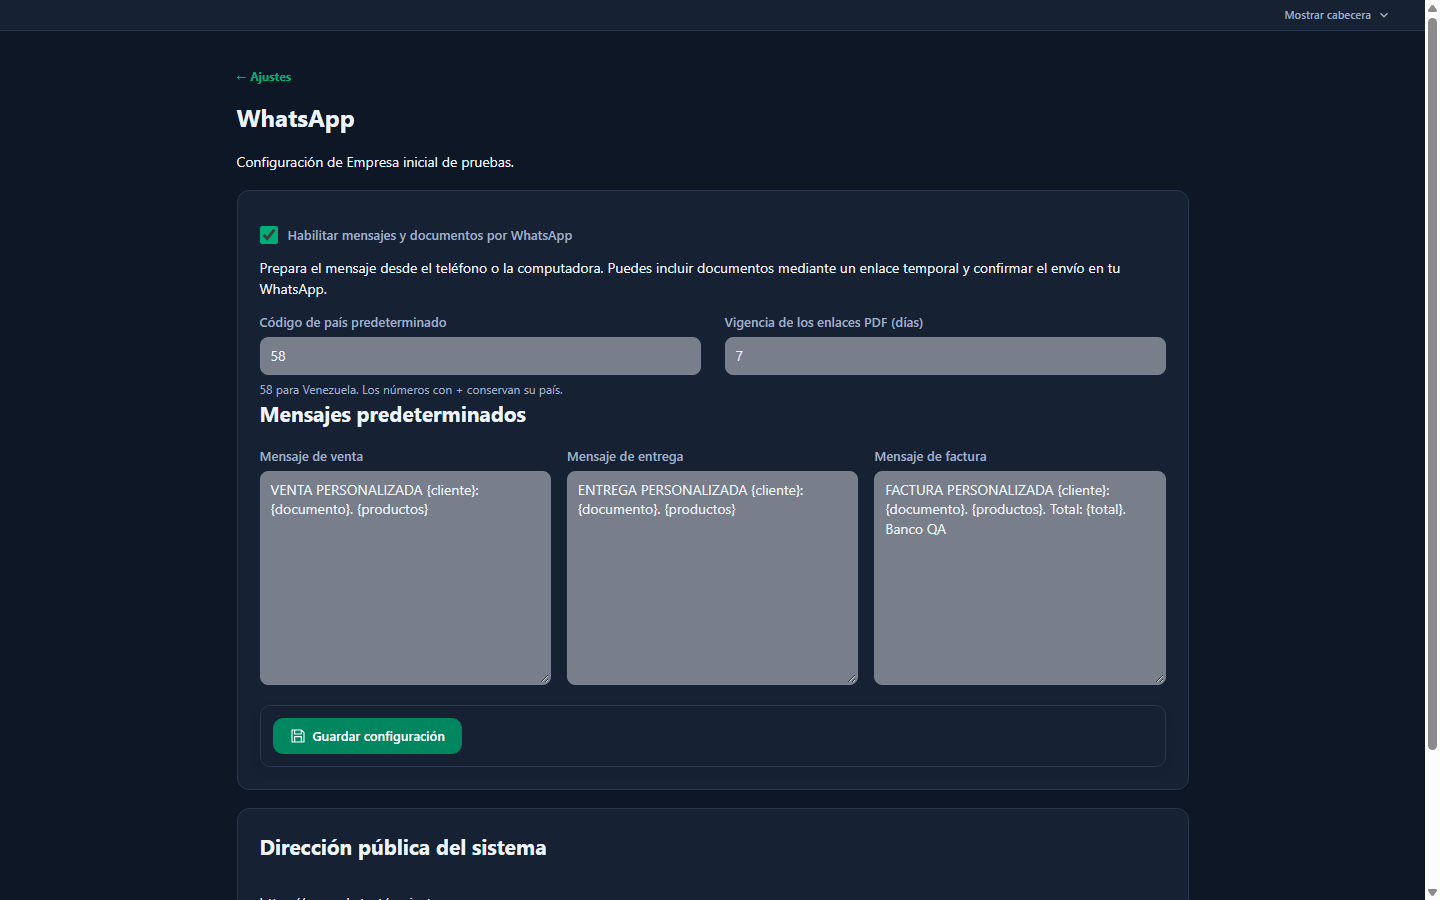 Mostrar cabecera
← Ajustes
WhatsApp
Configuración de Empresa inicial de pruebas.
Habilitar mensajes y documentos por WhatsApp
Prepara el mensaje desde el teléfono o la computadora. Puedes incluir documentos mediante un enlace temporal y confirmar el envío en tu
WhatsApp.
Código de país predeterminado
Vigencia de los enlaces PDF (días)
58
7
58 para Venezuela. Los números con + conservan su país.
Mensajes predeterminados
Mensaje de venta
Mensaje de entrega
Mensaje de factura
VENTA PERSONALIZADA {cliente}:
{documento}. {productos}
ENTREGA PERSONALIZADA {cliente}:
{documento}. {productos}
FACTURA PERSONALIZADA {cliente}:
{documento}. {productos}. Total: {total}.
Banco QA
Guardar configuración
Dirección pública del sistema